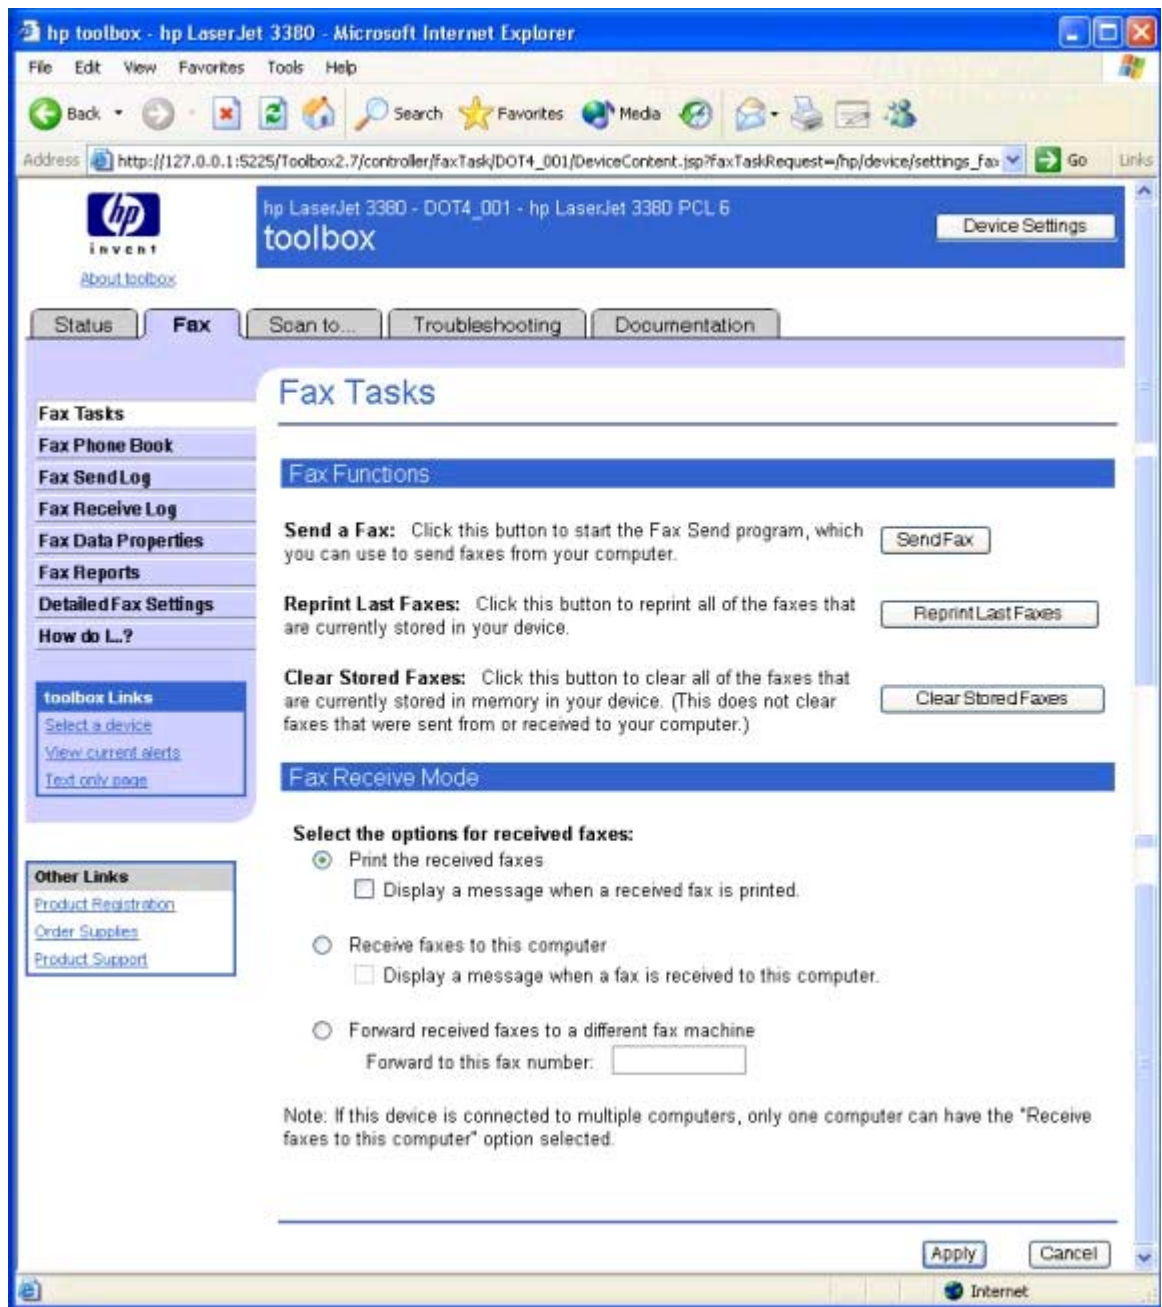 hp toolbox - hp LaserJet 3380 - Microsoft Internet Explorer
File Edit View Favorites Tools Help
Back Search Favorites Media
Address http://127.0.0.1:5225/Toolbox2.7/controller/faxTask/DOT4_001/DeviceContent.jsp?faxTaskRequest=/hp/device/settings_fax Go Links
hp
invent
About toolbox
hp LaserJet 3380 - DOT4_001 - hp LaserJet 3380 PCL 6
toolbox
Device Settings
Status Fax Scan to... Troubleshooting Documentation
Fax Tasks
Fax Phone Book
Fax Send Log
Fax Receive Log
Fax Data Properties
Fax Reports
Detailed Fax Settings
How do I...?
toolbox Links
Select a device
View current alerts
Text only page
Other Links
Product Registration
Order Supplies
Product Support
Fax Tasks
Fax Functions
Send a Fax: Click this button to start the Fax Send program, which
you can use to send faxes from your computer.
Send Fax
Reprint Last Faxes: Click this button to reprint all of the faxes that
are currently stored in your device.
Reprint Last Faxes
Clear Stored Faxes: Click this button to clear all of the faxes that
are currently stored in memory in your device. (This does not clear
faxes that were sent from or received to your computer.)
Clear Stored Faxes
Fax Receive Mode
Select the options for received faxes:
Print the received faxes
Display a message when a received fax is printed.
Receive faxes to this computer
Display a message when a fax is received to this computer.
Forward received faxes to a different fax machine
Forward to this fax number:
Note: If this device is connected to multiple computers, only one computer can have the "Receive
faxes to this computer" option selected.
Apply Cancel
Internet